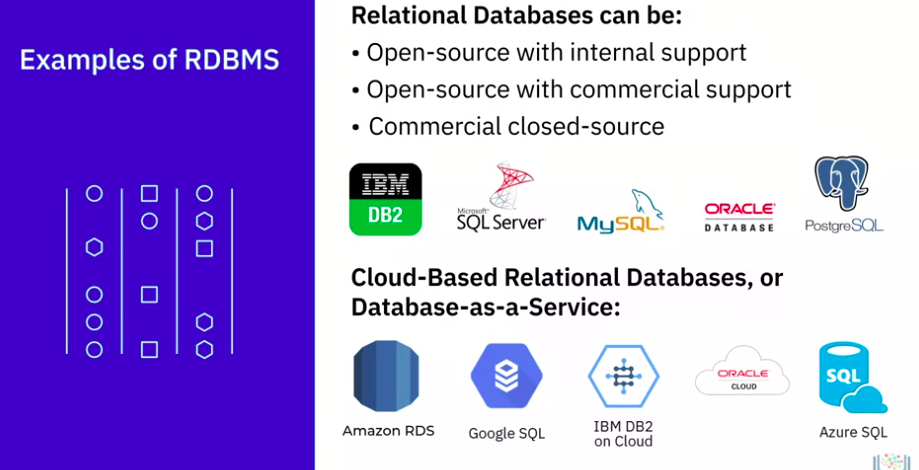 Examples of RDBMS
Relational Databases can be:
• Open-source with internal support
• Open-source with commercial support
• Commercial closed-source
IBM
DB2
Microsoft
SQL Server
MySQL
ORACLE
DATABASE
PostgreSQL
Cloud-Based Relational Databases, or
Database-as-a-Service:
Amazon RDS
Google SQL
IBM DB2
on Cloud
ORACLE
CLOUD
SQL
Azure SQL